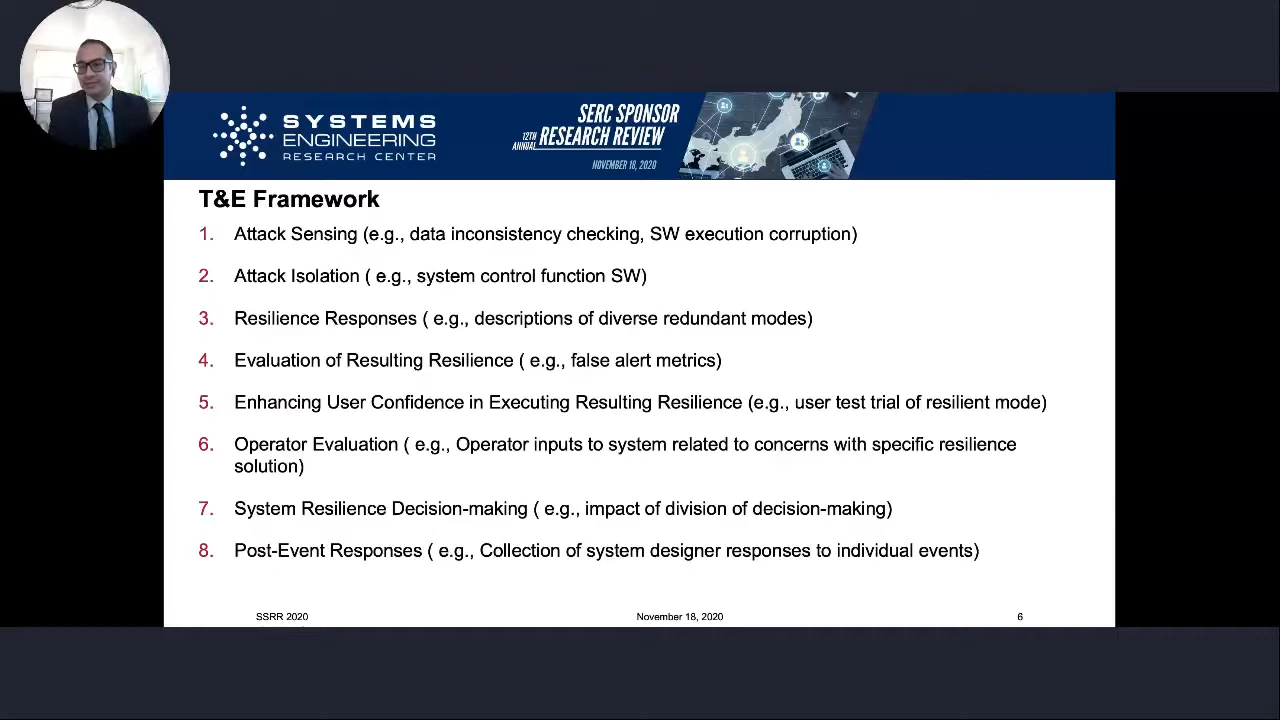 SYSTEMS
ENGINEERING
RESEARCH CENTER
SERC SPONSOR
12TH
ANNUAL RESEARCH REVIEW
NOVEMBER 18, 2020
T&E Framework
1. Attack Sensing (e.g., data inconsistency checking, SW execution corruption)
2. Attack Isolation ( e.g., system control function SW)
3. Resilience Responses ( e.g., descriptions of diverse redundant modes)
4. Evaluation of Resulting Resilience ( e.g., false alert metrics)
5. Enhancing User Confidence in Executing Resulting Resilience (e.g., user test trial of resilient mode)
6. Operator Evaluation ( e.g., Operator inputs to system related to concerns with specific resilience
solution)
7. System Resilience Decision-making ( e.g., impact of division of decision-making)
8. Post-Event Responses ( e.g., Collection of system designer responses to individual events)
SSRR 2020 November 18, 2020 6